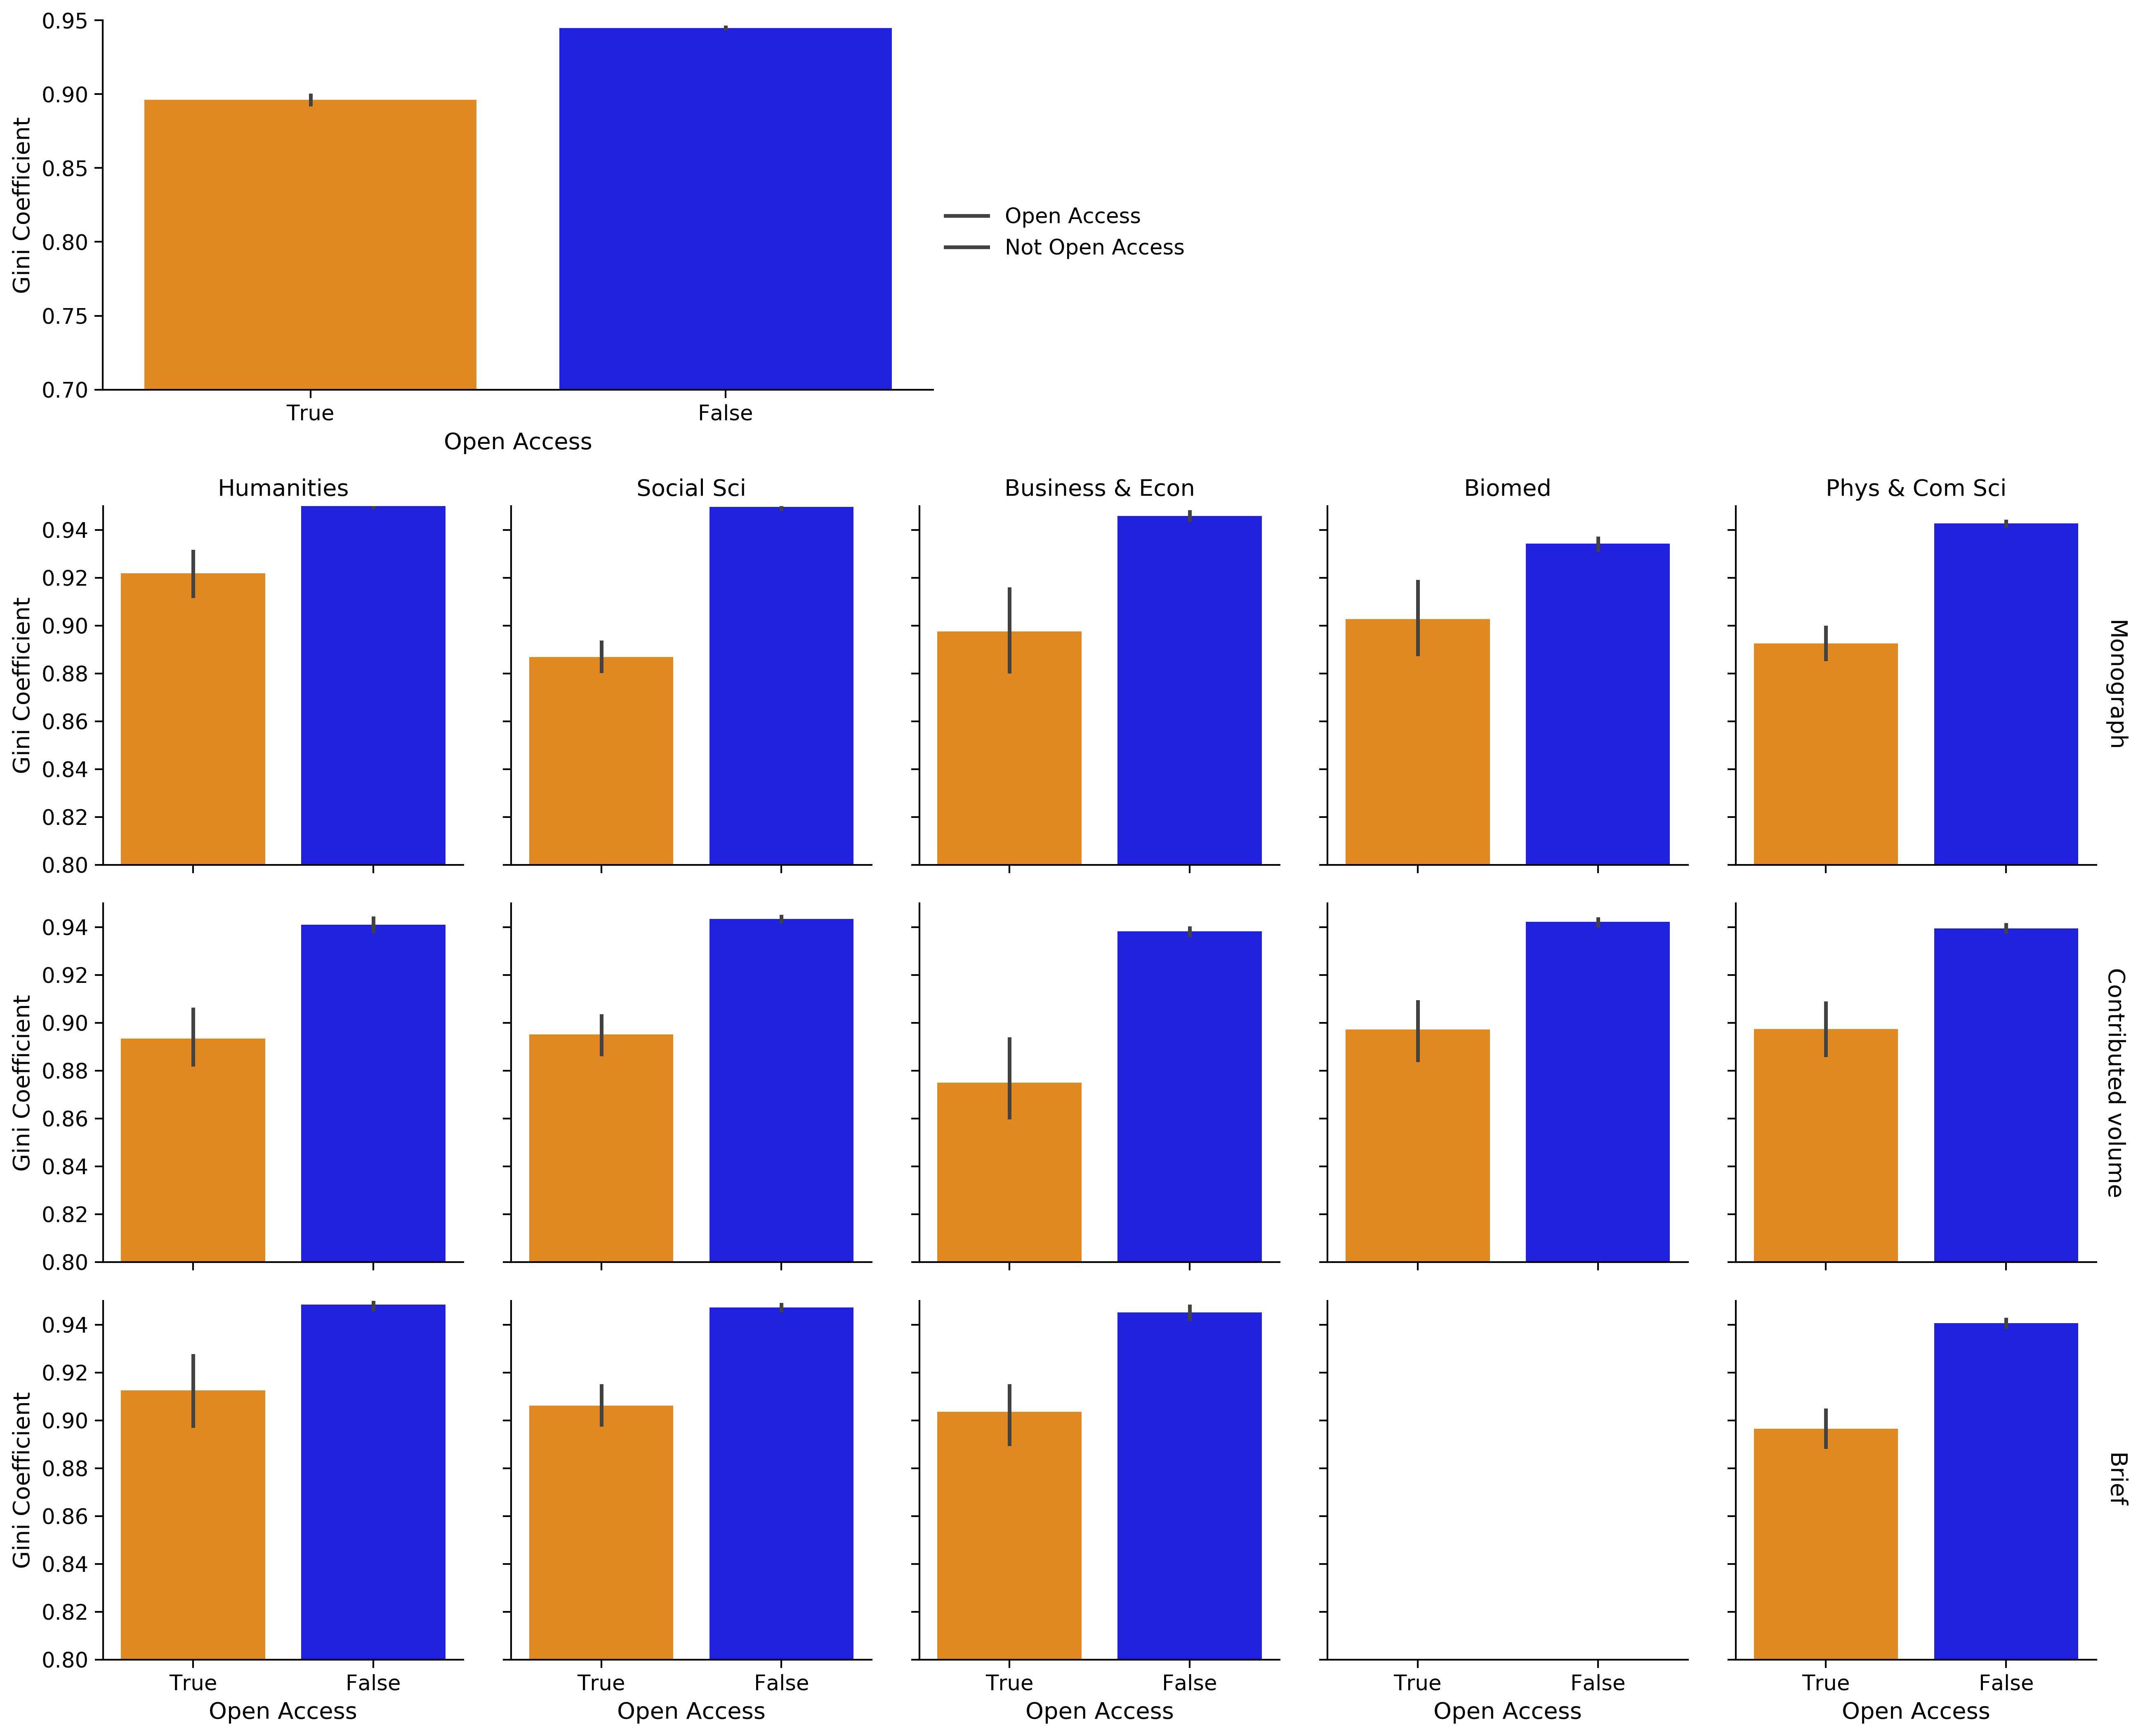 0.95
0.90
0.85
0.80
0.75
0.70
Gini Coefficient
True False
Open Access
Open Access
Not Open Access
Humanities Social Sci Business & Econ Biomed Phys & Com Sci
0.94
0.92
0.90
0.88
0.86
0.84
0.82
0.80
Gini Coefficient
Monograph
0.94
0.92
0.90
0.88
0.86
0.84
0.82
0.80
Gini Coefficient
Contributed volume
0.94
0.92
0.90
0.88
0.86
0.84
0.82
0.80
Gini Coefficient
Brief
True False True False True False True False True False
Open Access Open Access Open Access Open Access Open Access